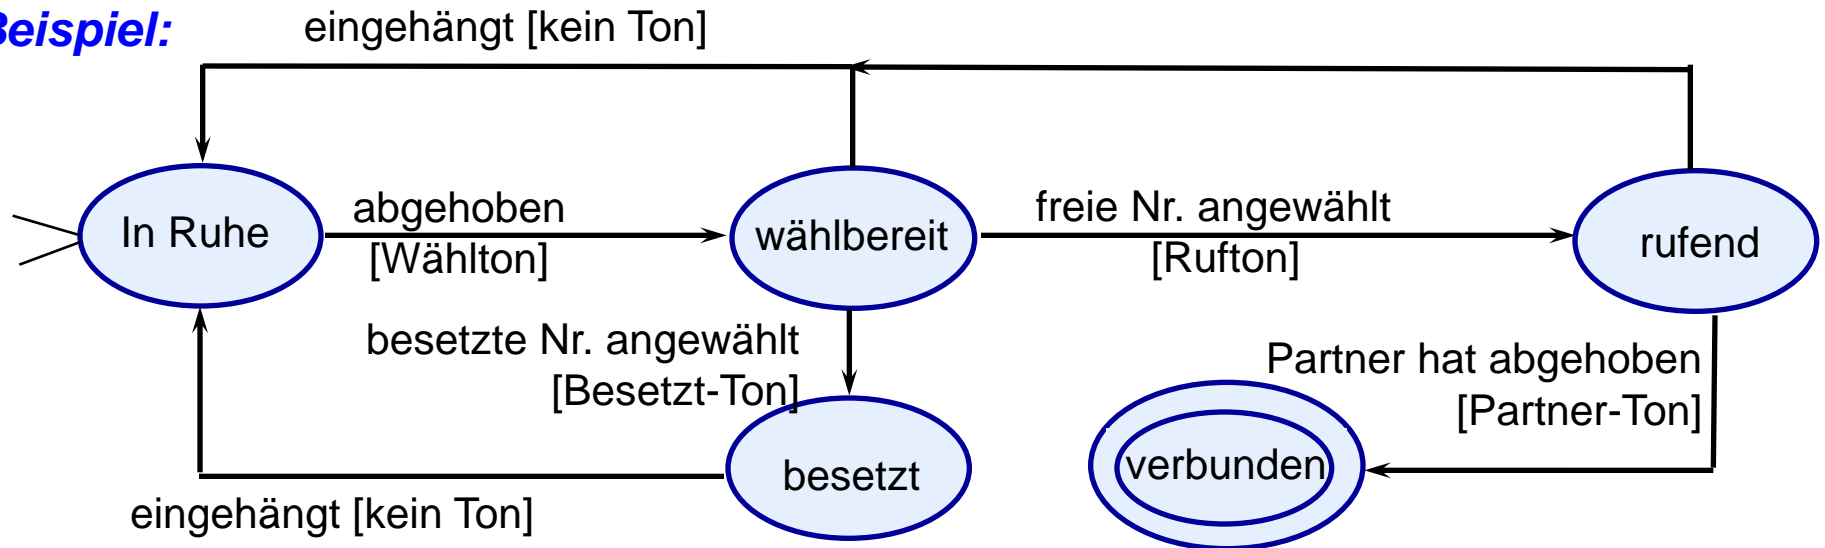 Beispiel:
eingehängt [kein Ton]
In Ruhe
abgehoben
[Wählton]
wählbereit
freie Nr. angewählt
[Rufton]
rufend
besetzte Nr. angewählt
[Besetzt-Ton]
Partner hat abgehoben
[Partner-Ton]
besetzt
verbunden
eingehängt [kein Ton]